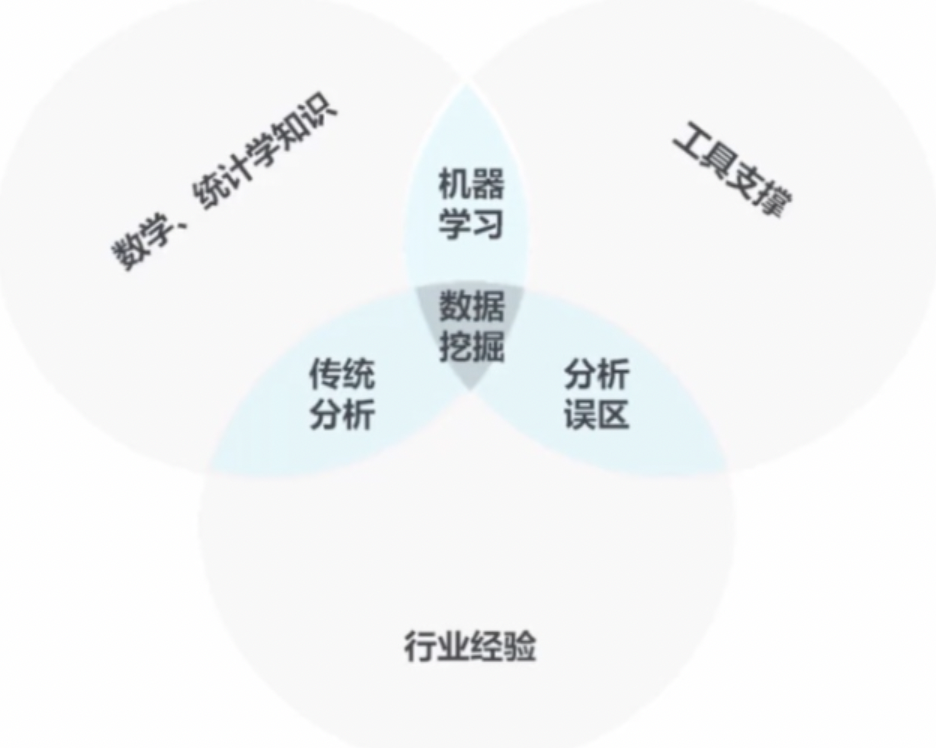 数学、统计学知识
工具支撑
机器
学习
数据
挖掘
传统
分析
分析
误区
行业经验